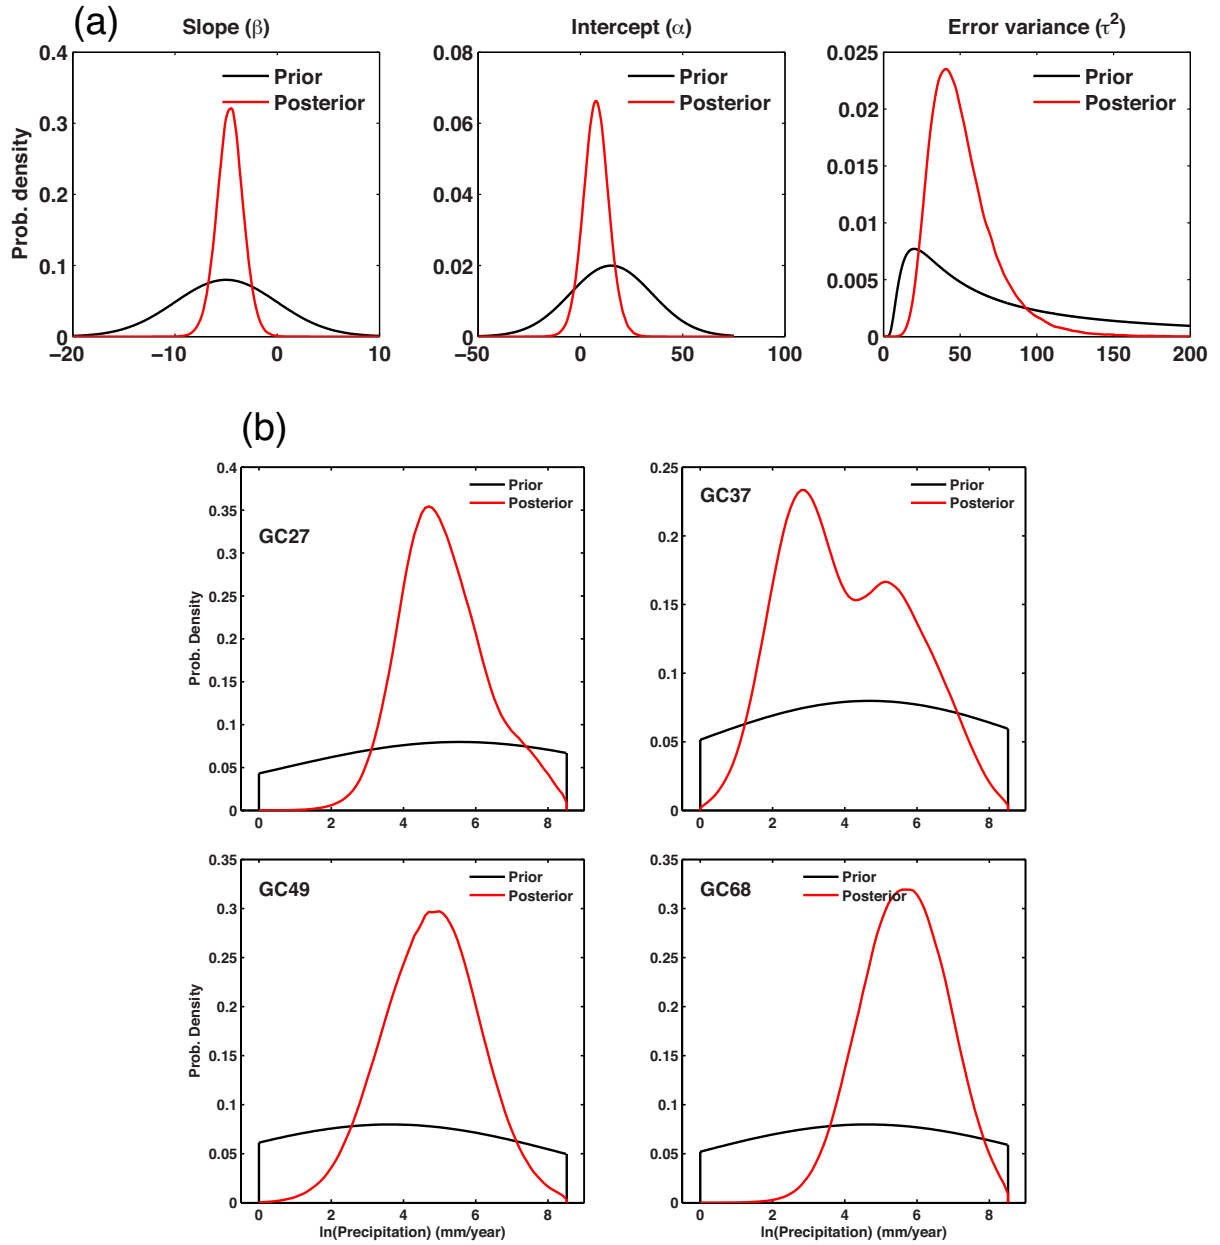 (a)
Slope (β)
Intercept (α)
Error variance (τ²)
Prob. density
0.4
0.3
0.2
0.1
0
−20
−10
0
10
Prior
Posterior
0.08
0.06
0.04
0.02
0
−50
0
50
100
Prior
Posterior
0.025
0.02
0.015
0.01
0.005
0
0
50
100
150
200
Prior
Posterior
(b)
GC27
Prob. Density
0.4
0.35
0.3
0.25
0.2
0.15
0.1
0.05
0
0
2
4
6
8
Prior
Posterior
GC37
0.25
0.2
0.15
0.1
0.05
0
0
2
4
6
8
Prior
Posterior
GC49
Prob. Density
0.35
0.3
0.25
0.2
0.15
0.1
0.05
0
0
2
4
6
8
ln(Precipitation) (mm/year)
Prior
Posterior
GC68
0.35
0.3
0.25
0.2
0.15
0.1
0.05
0
0
2
4
6
8
ln(Precipitation) (mm/year)
Prior
Posterior